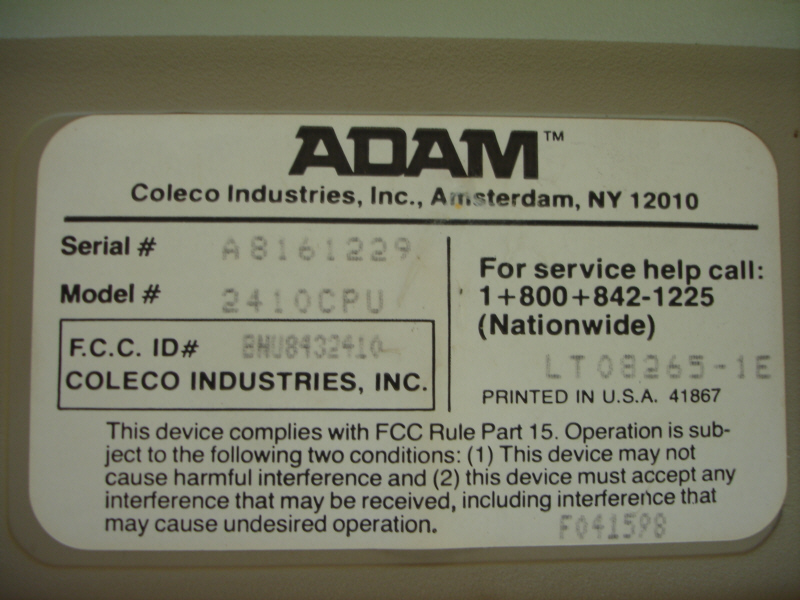 ADAM™
Coleco Industries, Inc., Amsterdam, NY 12010
Serial # A8161229
Model # 2410CPU
F.C.C. ID# BNU8432410
COLECO INDUSTRIES, INC.
For service help call:
1+800+842-1225
(Nationwide)
LT08265-1E
PRINTED IN U.S.A. 41867
This device complies with FCC Rule Part 15. Operation is sub-
ject to the following two conditions: (1) This device may not
cause harmful interference and (2) this device must accept any
interference that may be received, including interference that
may cause undesired operation.
F041598